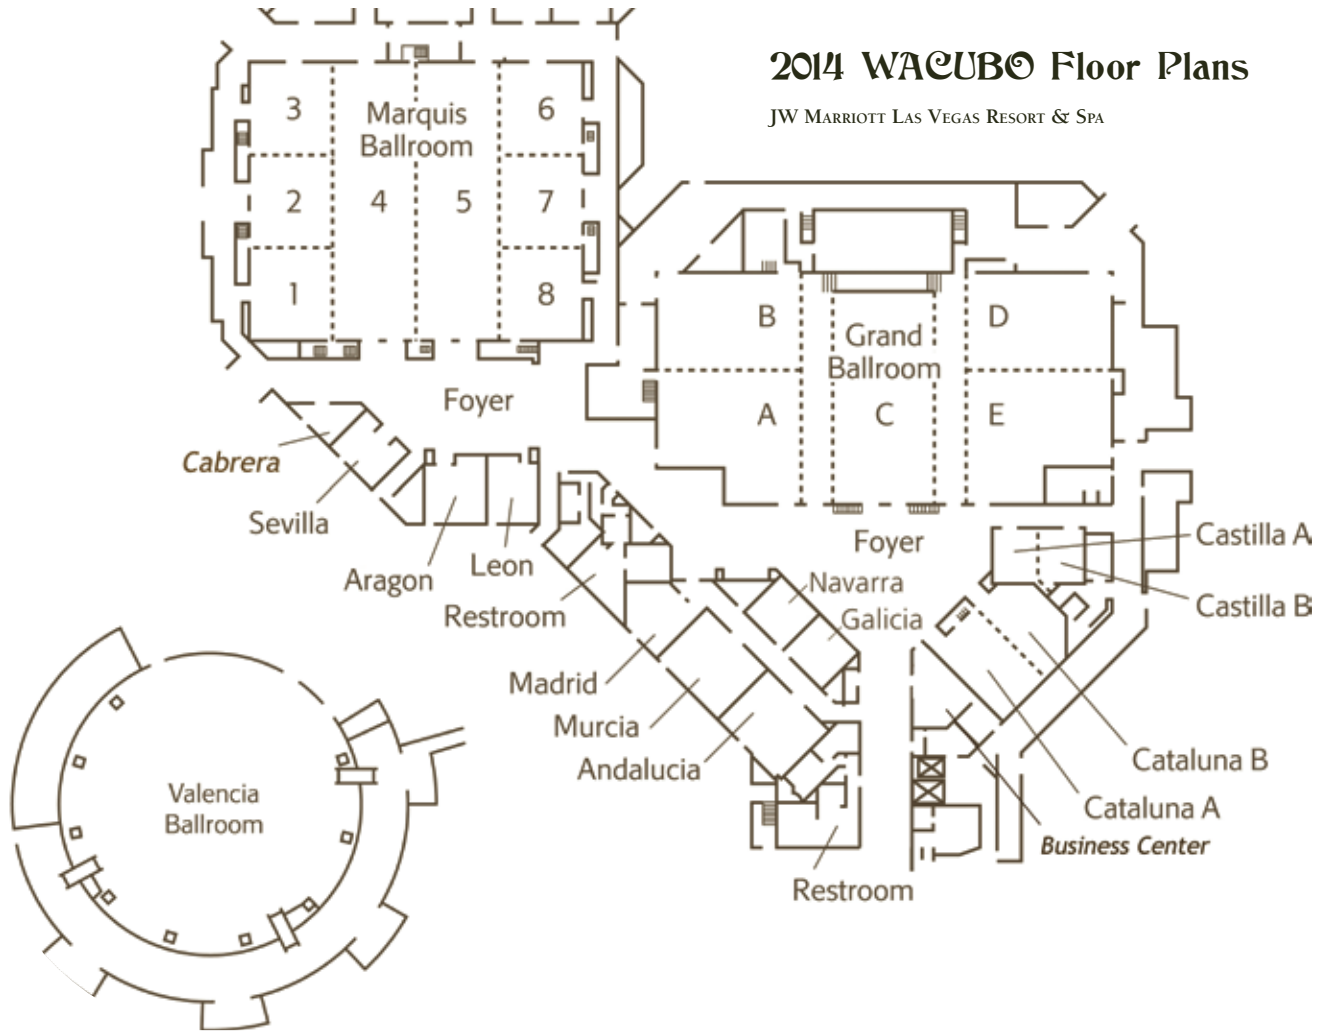 2014 WACUBO Floor Plans
JW Marriott Las Vegas Resort & Spa
3
Marquis
Ballroom
6
2
4
5
7
1
8
B
D
Grand
Ballroom
A
C
E
Foyer
Cabrera
Sevilla
Aragon
Leon
Restroom
Foyer
Navarra
Galicia
Castilla A
Castilla B
Madrid
Murcia
Andalucia
Cataluna B
Cataluna A
Business Center
Restroom
Valencia
Ballroom